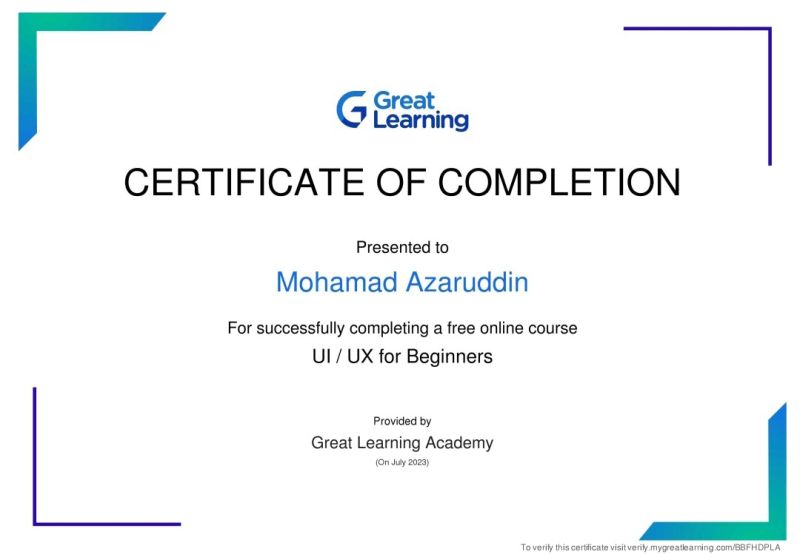 Great
Learning
CERTIFICATE OF COMPLETION
Presented to
Mohamad Azaruddin
For successfully completing a free online course
UI / UX for Beginners
Provided by
Great Learning Academy
(On July 2023)
To verify this certificate visit verify.mygreatlearning.com/BBFHDPLA